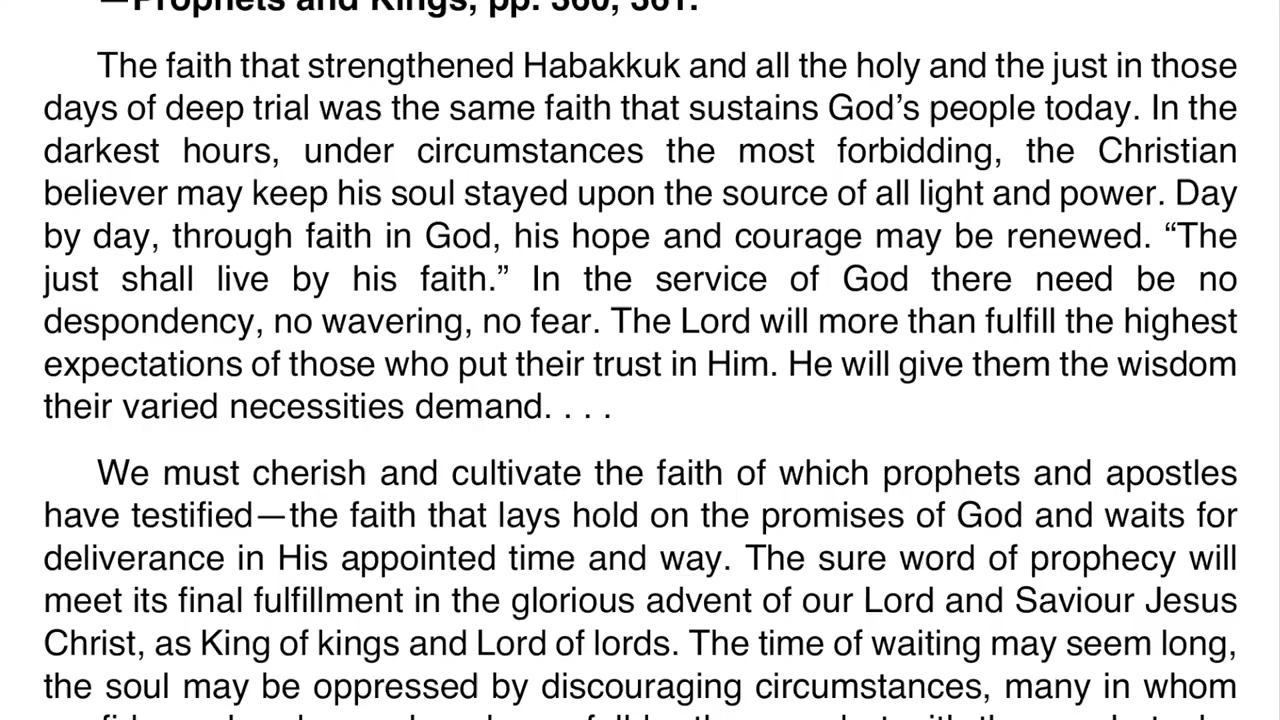 —Prophets and Kings, pp. 360, 361.
The faith that strengthened Habakkuk and all the holy and the just in those
days of deep trial was the same faith that sustains God’s people today. In the
darkest hours, under circumstances the most forbidding, the Christian
believer may keep his soul stayed upon the source of all light and power. Day
by day, through faith in God, his hope and courage may be renewed. “The
just shall live by his faith.” In the service of God there need be no
despondency, no wavering, no fear. The Lord will more than fulfill the highest
expectations of those who put their trust in Him. He will give them the wisdom
their varied necessities demand. . . .
We must cherish and cultivate the faith of which prophets and apostles
have testified—the faith that lays hold on the promises of God and waits for
deliverance in His appointed time and way. The sure word of prophecy will
meet its final fulfillment in the glorious advent of our Lord and Saviour Jesus
Christ, as King of kings and Lord of lords. The time of waiting may seem long,
the soul may be oppressed by discouraging circumstances, many in whom